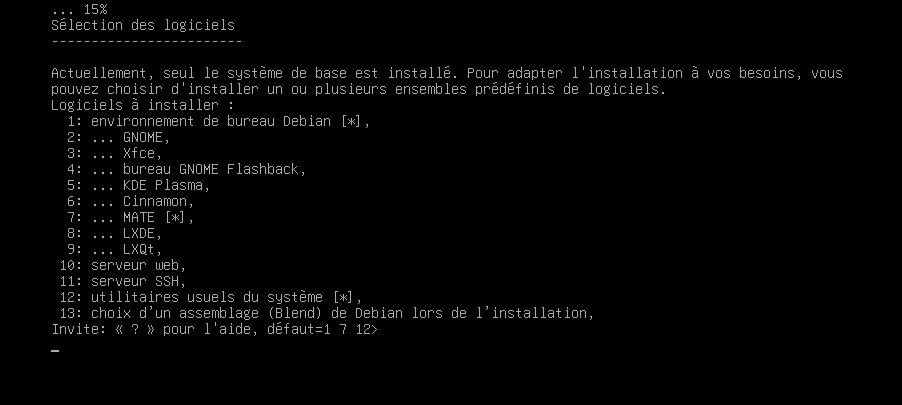 ... 15%
Sélection des logiciels
------------------------
Actuellement, seul le système de base est installé. Pour adapter l'installation à vos besoins, vous
pouvez choisir d'installer un ou plusieurs ensembles prédéfinis de logiciels.
Logiciels à installer :
1: environnement de bureau Debian [*],
2: ... GNOME,
3: ... Xfce,
4: ... bureau GNOME Flashback,
5: ... KDE Plasma,
6: ... Cinnamon,
7: ... MATE [*],
8: ... LXDE,
9: ... LXQt,
10: serveur web,
11: serveur SSH,
12: utilitaires usuels du système [*],
13: choix d’un assemblage (Blend) de Debian lors de l’installation,
Invite: « ? » pour l'aide, défaut=1 7 12>